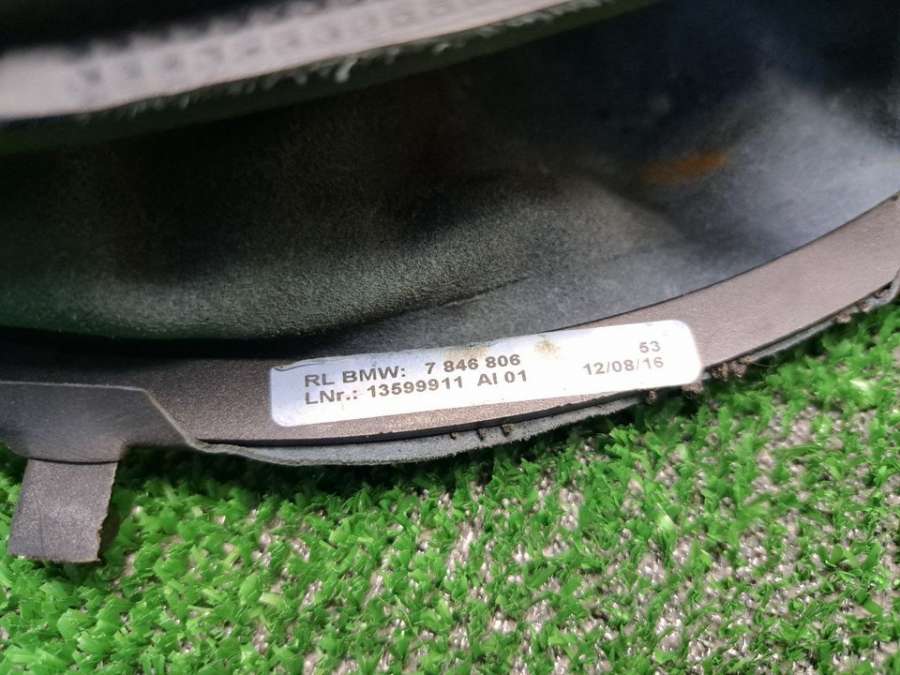 RL BMW: 7 846 806 53
LNr.: 13599911 AI 01 12/08/16